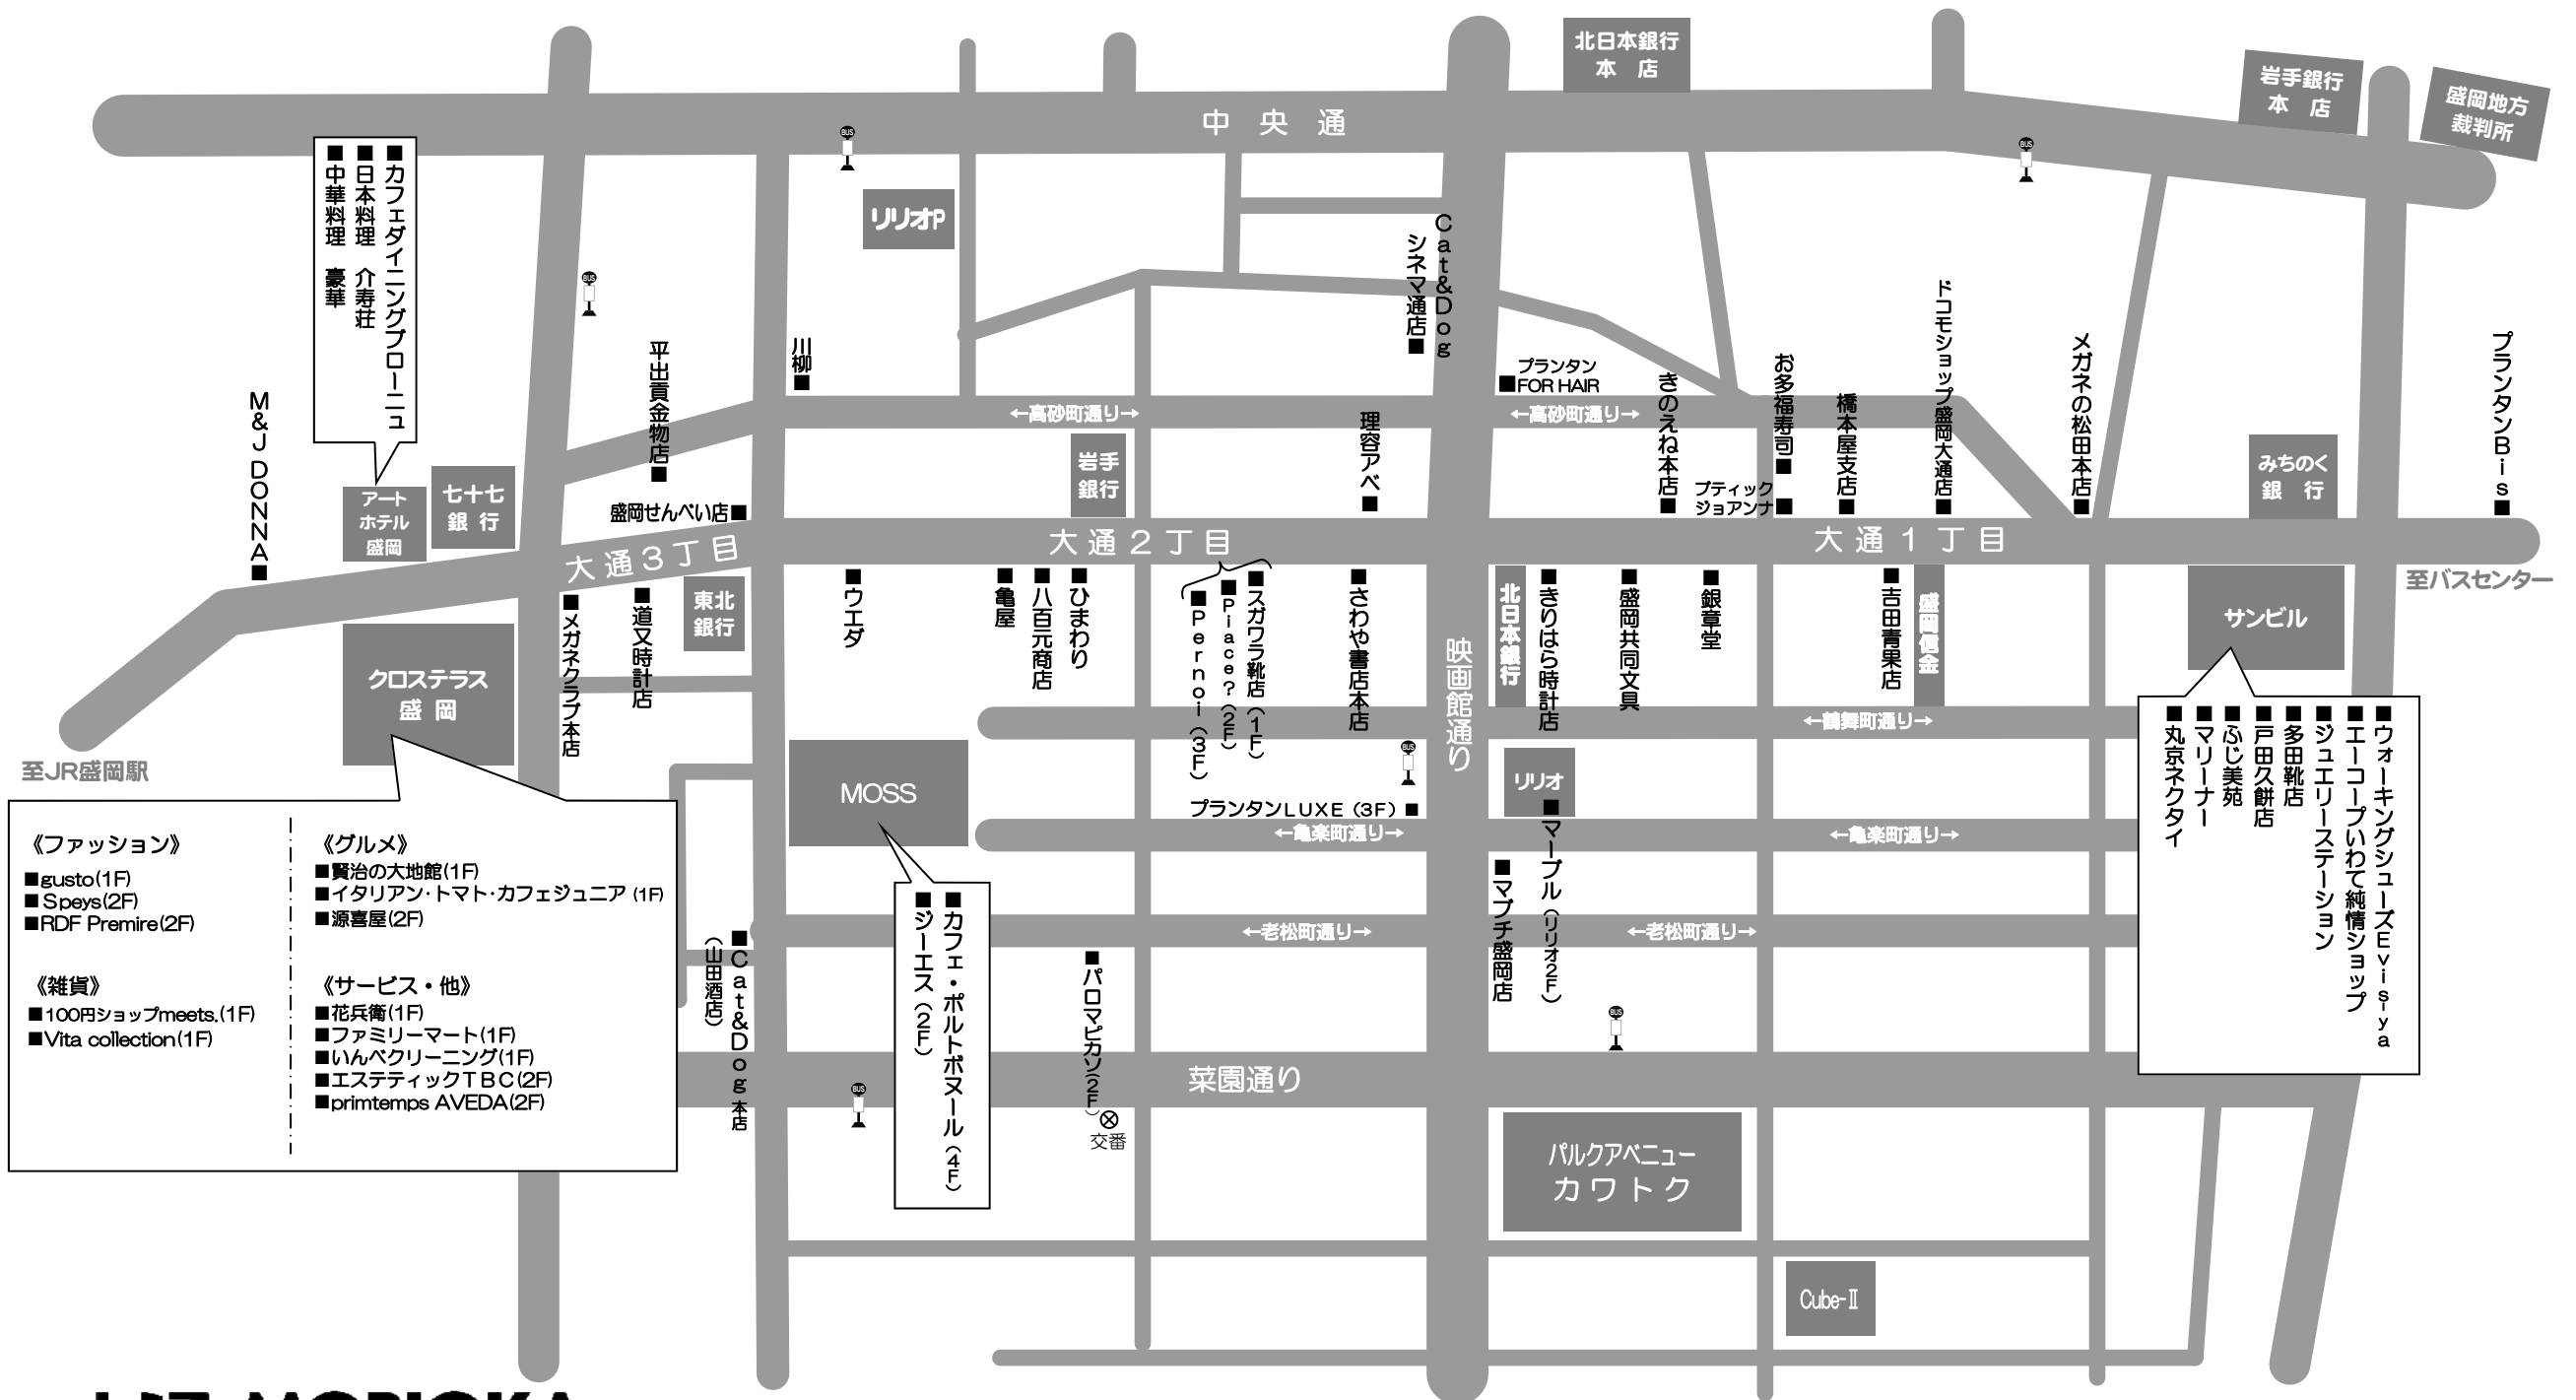 北日本銀行
本　店
岩手銀行
本　店
盛岡地方
裁判所
中　央　通
BUS
BUS
リリオP
■カフェダイニングブローニュ
■日本料理　介寿荘
■中華料理　豪華
BUS
Cat&Dog
シネマ通店■
川柳■
平出貢金物店■
M&J DONNA■
プランタン
■FOR HAIR
きのえね本店■
お多福寿司■
橋本屋支店■
ドコモショップ盛岡大通店■
メガネの松田本店■
プランタンBis■
←高砂町通り→
←高砂町通り→
理容アベ■
岩手
銀行
みちのく
銀　行
アート
ホテル
盛岡
七十七
銀 行
盛岡せんべい店■
ブティック
ジョアンナ■
大通3丁目
大通2丁目
大通1丁目
至バスセンター
東北
銀行
■メガネクラブ本店
■道又時計店
■ウエダ
■亀屋
■八百元商店
■ひまわり
■スガワラ靴店（1F）
■Piace?（2F）
■Pernoi（3F）
■さわや書店本店
映画館通り
北日本銀行
■きりはら時計店
■盛岡共同文具
■銀章堂
■吉田青果店
盛岡信金
サンビル
クロステラス
盛 岡
至JR盛岡駅
←鶴舞町通り→
MOSS
BUS
リリオ
プランタンLUXE（3F）■
←亀楽町通り→
←亀楽町通り→
■マーブル（リリオ2F）
■マブチ盛岡店
■ウォーキングシューズEvis-ya
■エーコープいわて純情ショップ
■ジュエリーステーション
■多田靴店
■戸田久餅店
■ふじ美苑
■マリーナー
■丸京ネクタイ
《ファッション》
■gusto(1F)
■Speys(2F)
■RDF Premire(2F)
《雑貨》
■100円ショップmeets.(1F)
■Vita collection(1F)
《グルメ》
■賢治の大地館(1F)
■イタリアン・トマト・カフェジュニア (1F)
■源喜屋(2F)
《サービス・他》
■花兵衛(1F)
■ファミリーマート(1F)
■いんべクリーニング(1F)
■エステティックTBC(2F)
■primtemps AVEDA(2F)
■Cat&Dog 本店
（山田酒店）
■カフェ・ポルトボヌール（4F）
■ジーエス（2F）
←老松町通り→
←老松町通り→
■パロマピカソ(2F)
交番
BUS
BUS
菜園通り
パルクアベニュー
カワトク
Cube-Ⅱ